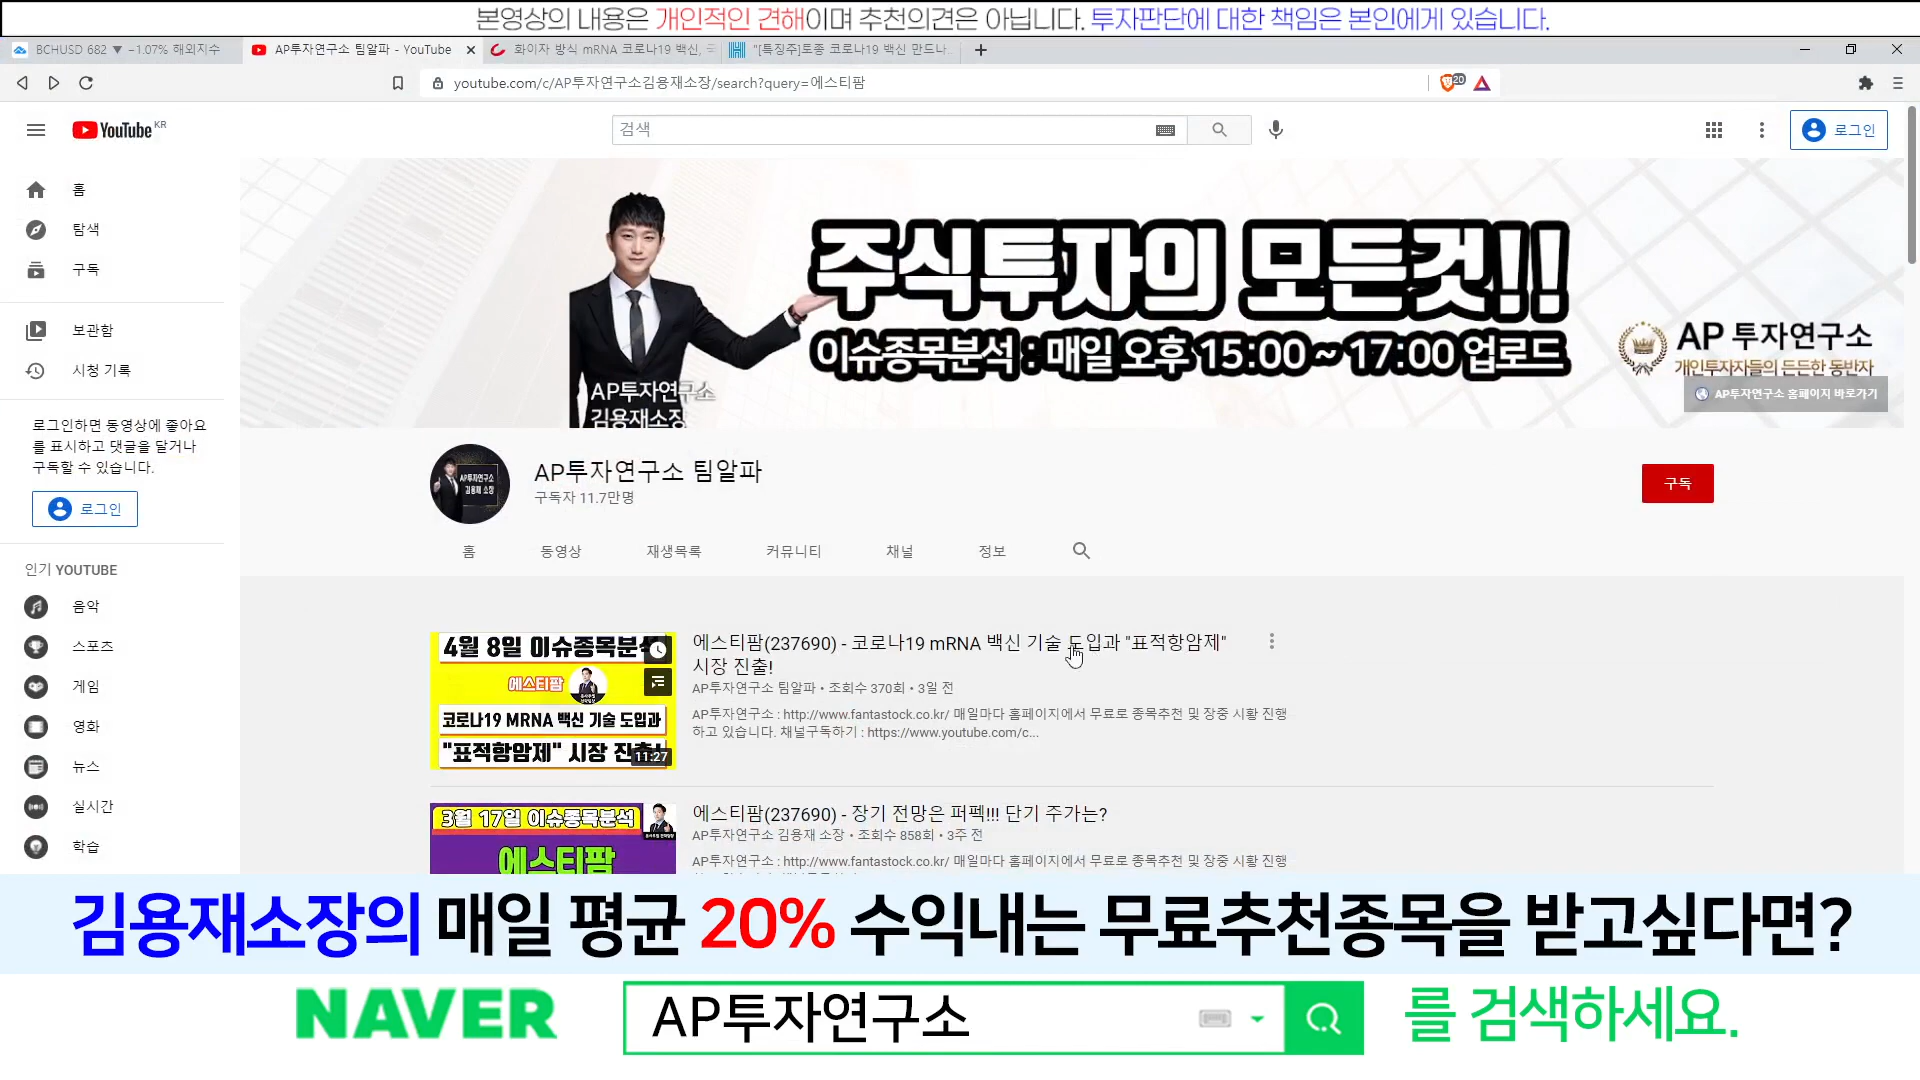 본영상의 내용은 개인적인 견해이며 추천의견은 아닙니다. 투자판단에 대한 책임은 본인에게 있습니다.
BCHUSD 682 ▼ −1.07% 해외지수
AP투자연구소 팀알파 - YouTube
화이자 방식 mRNA 코로나19 백신,
"[특징주]토종 코로나19 백신 만드나
youtube.com/c/AP투자연구소김용재소장/search?query=에스티팜
20
YouTube KR
검색
로그인
홈
탐색
구독
보관함
시청 기록
로그인하면 동영상에 좋아요
를 표시하고 댓글을 달거나
구독할 수 있습니다.
로그인
인기 YOUTUBE
음악
스포츠
게임
영화
뉴스
실시간
학습
주식투자의 모든것!!
이슈종목분석 : 매일 오후 15:00 ~ 17:00 업로드
AP투자연구소
김용재소장
AP 투자연구소
개인투자자들의 든든한 동반자
AP투자연구소 홈페이지 바로가기
AP투자연구소
김용재 소장
AP투자연구소 팀알파
구독자 11.7만명
구독
홈
동영상
재생목록
커뮤니티
채널
정보
4월 8일 이슈종목분석
에스티팜
코로나19 MRNA 백신 기술 도입과
"표적항암제" 시장 진출!
11:27
에스티팜(237690) - 코로나19 mRNA 백신 기술 도입과 "표적항암제"
시장 진출!
AP투자연구소 팀알파 • 조회수 370회 • 3일 전
AP투자연구소 : http://www.fantastock.co.kr/ 매일마다 홈페이지에서 무료로 종목추천 및 장중 시황 진행
하고 있습니다. 채널구독하기 : https://www.youtube.com/c...
3월 17일 이슈종목분석
에스티팜
에스티팜(237690) - 장기 전망은 퍼펙!!! 단기 주가는?
AP투자연구소 김용재 소장 • 조회수 858회 • 3주 전
AP투자연구소 : http://www.fantastock.co.kr/ 매일마다 홈페이지에서 무료로 종목추천 및 장중 시황 진행
김용재소장의 매일 평균 20% 수익내는 무료추천종목을 받고싶다면?
NAVER
AP투자연구소
를 검색하세요.